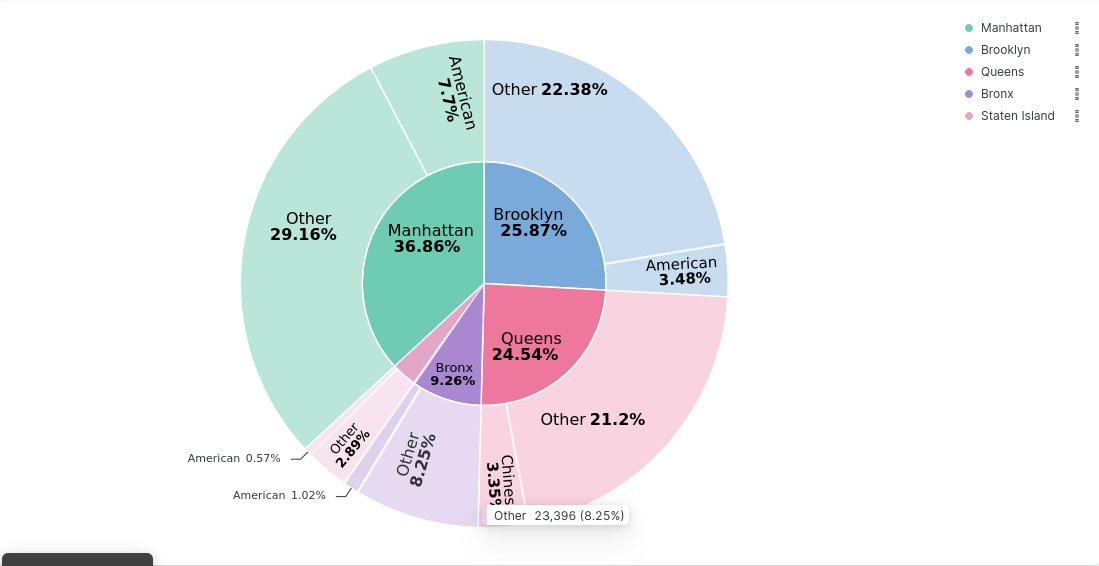 Manhattan
Brooklyn
Queens
Bronx
Staten Island
American
7.7%
Other 22.38%
Other
29.16%
Manhattan
36.86%
Brooklyn
25.87%
American
3.48%
Queens
24.54%
Bronx
9.26%
Other 21.2%
Other
2.89%
Other
8.25%
Chines
3.35%
American 0.57%
American 1.02%
Other 23,396 (8.25%)